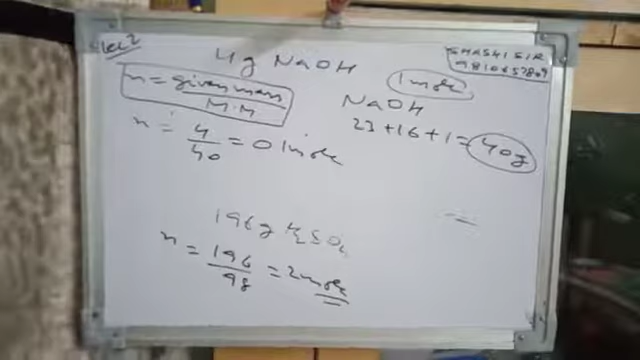 Lec 2
4g NaOH
SHASHI SIR
n = given mass
M.M
1 mole
NaOH
23 + 16 + 1 = 40g
n = 4/40 = 0.1 mole
196g H2SO4
n = 196/98 = 2 mole